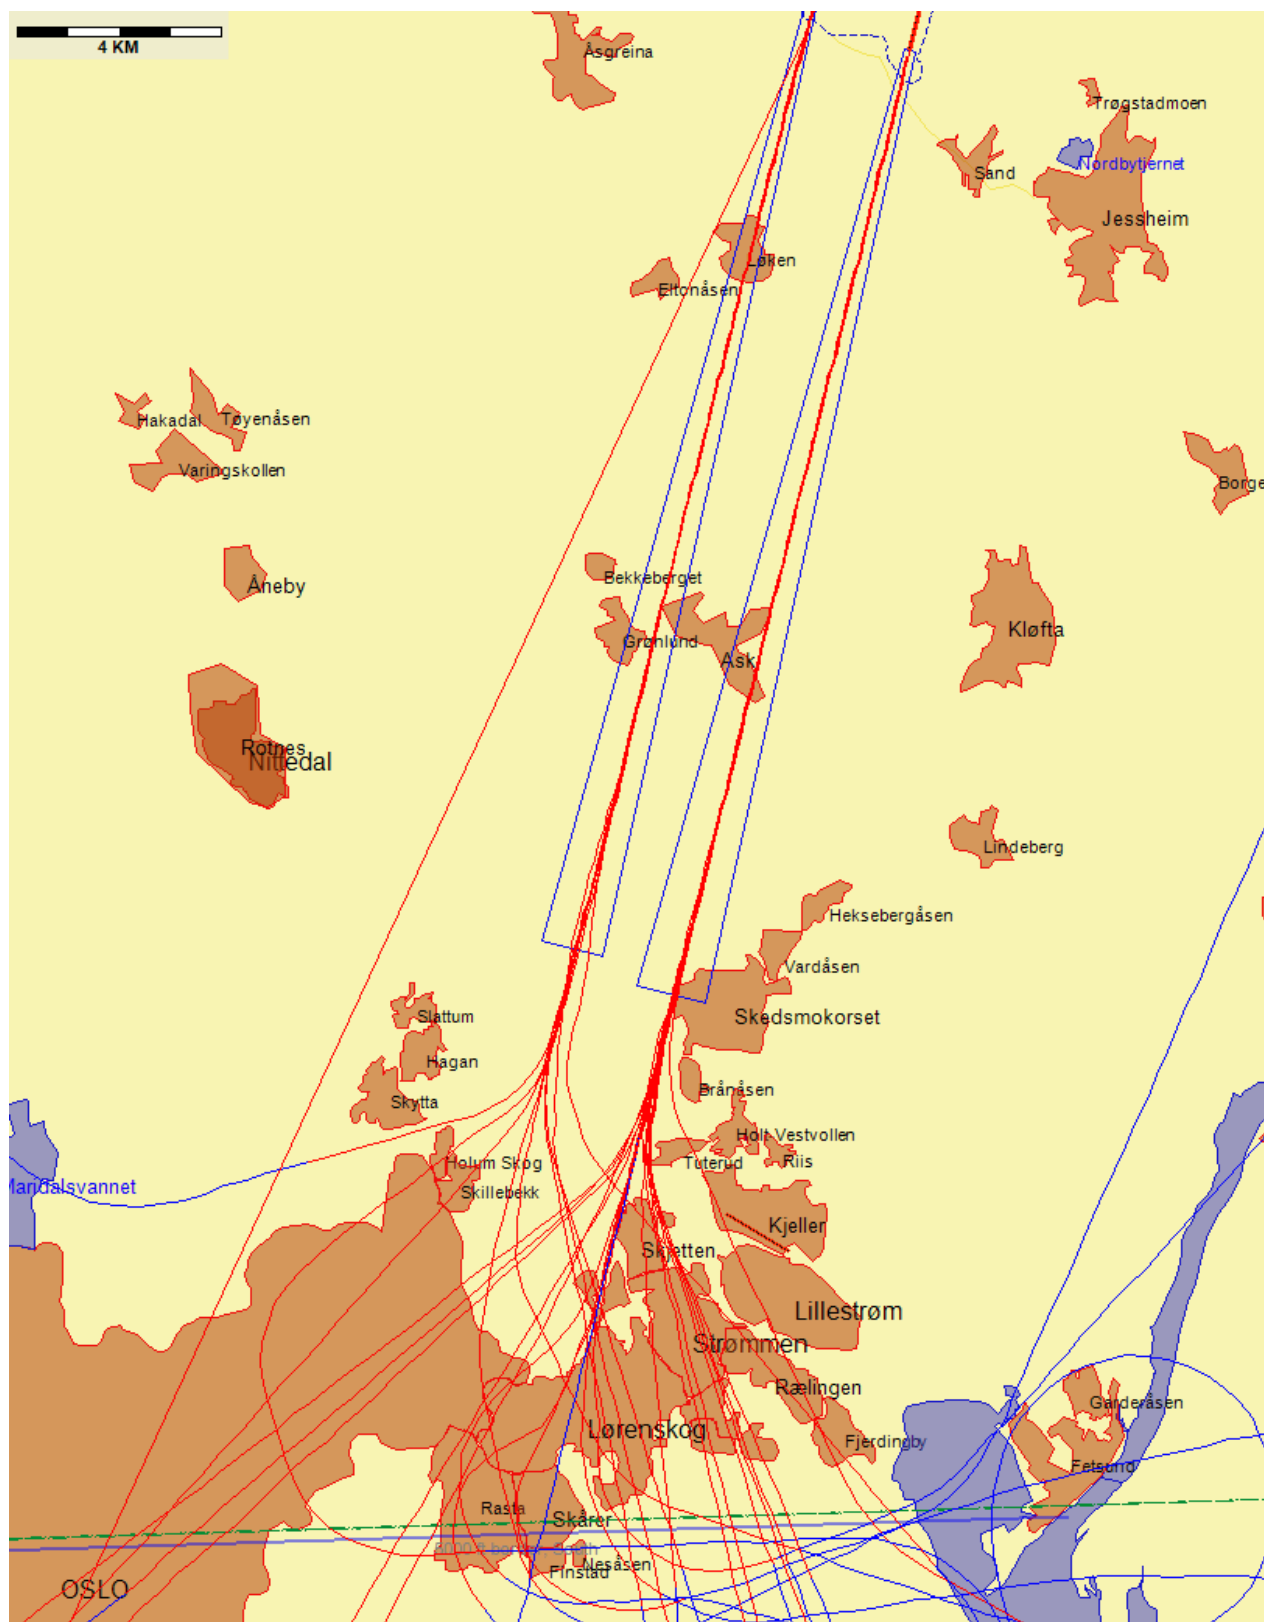 4 KM
Åsgreina
Trøgstadmoen
Nordbytjernet
Sand
Jessheim
Løken
Eltonåsen
Hakadal
Tøyenåsen
Varingskollen
Borge
Bekkeberget
Åneby
Grønlund
Kløfta
Ask
Rotnes
Nittedal
Lindeberg
Heksebergåsen
Vardåsen
Slattum
Skedsmokorset
Hagan
Brånåsen
Skytta
Holt Vestvollen
Holum Skog
Tuterud
Riis
Maridalsvannet
Skillebekk
Kjeller
Skjetten
Lillestrøm
Strømmen
Rælingen
Garderåsen
Lørenskog
Fjerdingby
Fetsund
Rasta
Skårer
Nesåsen
Finstad
OSLO